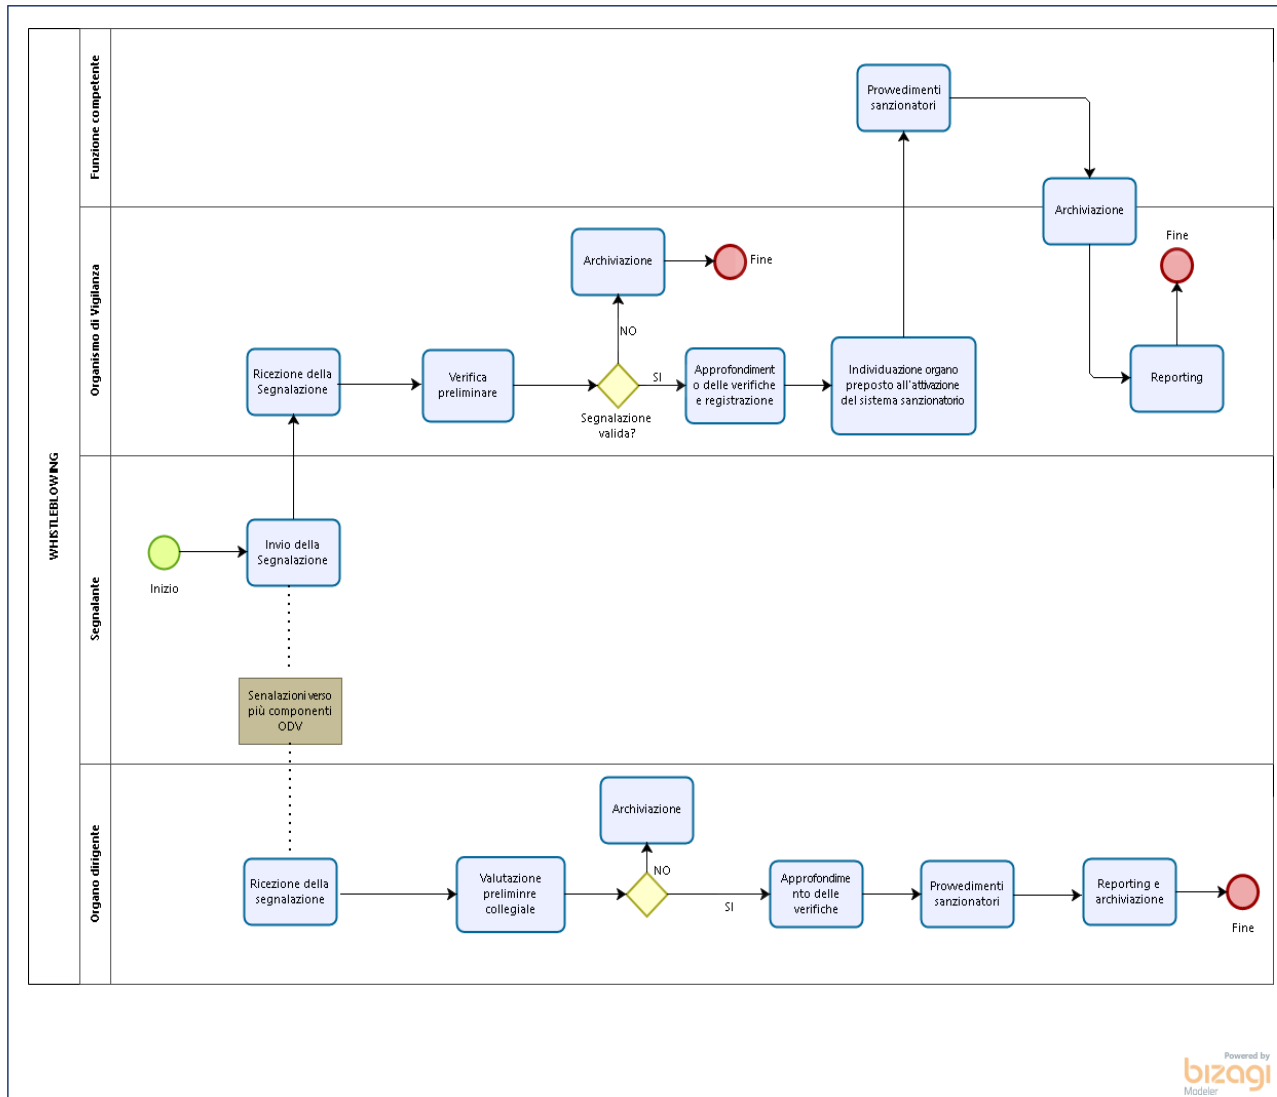 WHISTLEBLOWING
Funzione competente
Provvedimenti
sanzionatori
Archiviazione
Organismo di Vigilanza
Archiviazione
Fine
Fine
NO
Ricezione della
Segnalazione
Verifica
preliminare
SI
Segnalazione
valida?
Approfondiment
o delle verifiche
e registrazione
Individuazione organo
preposto all'attivazione
del sistema sanzionatorio
Reporting
Segnalante
Inizio
Invio della
Segnalazione
Senalazioni verso
più componenti
ODV
Organo dirigente
Ricezione della
segnalazione
Valutazione
preliminre
collegiale
Archiviazione
NO
SI
Approfondime
nto delle
verifiche
Provvedimenti
sanzionatori
Reporting e
archiviazione
Fine
Powered by
bizagi
Modeler